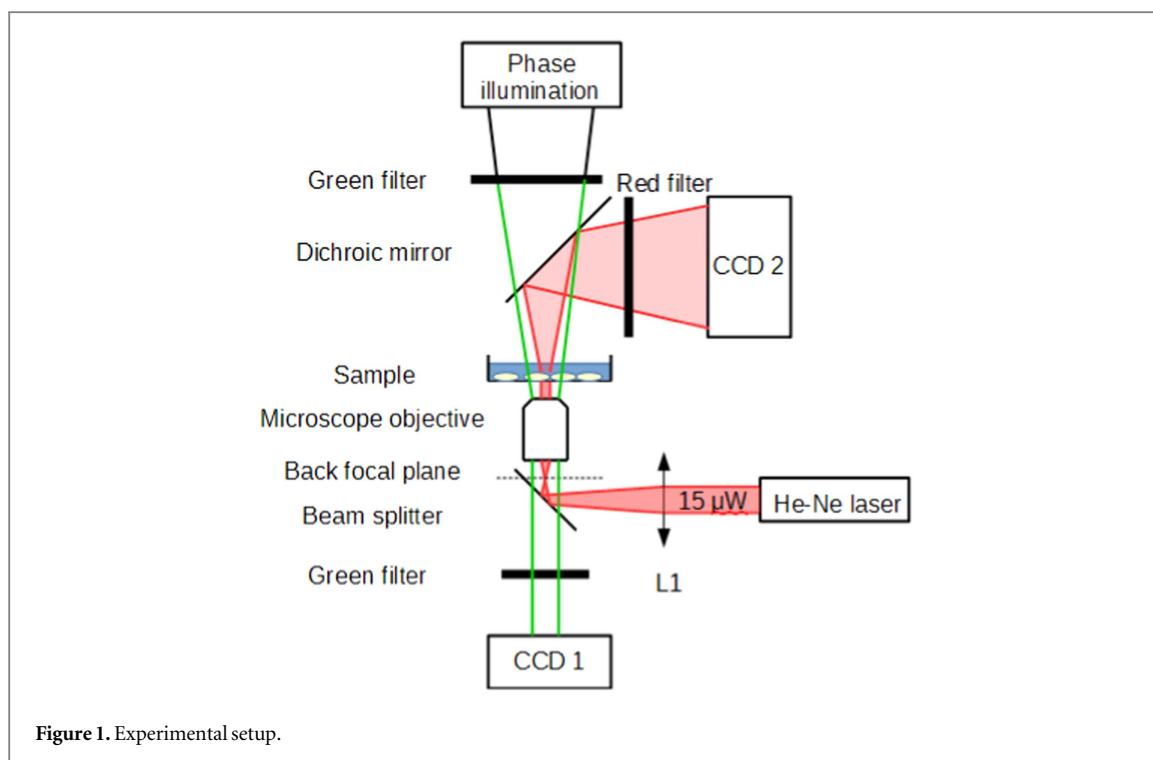 Phase
illumination
Green filter
Red filter
Dichroic mirror
CCD 2
Sample
Microscope objective
Back focal plane
15 µW
He-Ne laser
Beam splitter
Green filter
L1
CCD 1
Figure 1. Experimental setup.